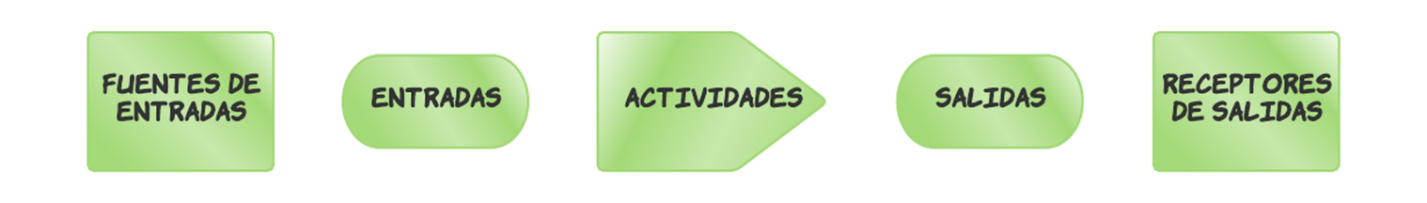 FUENTES DE
ENTRADAS
ENTRADAS
ACTIVIDADES
SALIDAS
RECEPTORES
DE SALIDAS